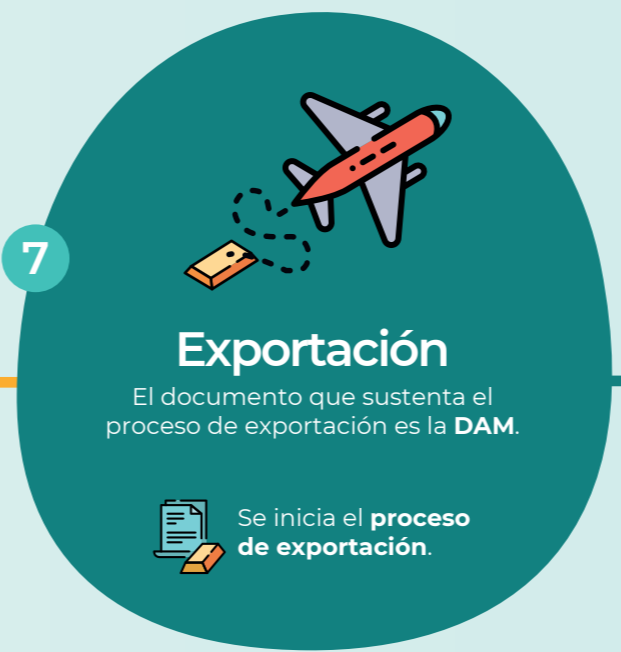 7
Exportación
El documento que sustenta el
proceso de exportación es la DAM.
Se inicia el proceso
de exportación.